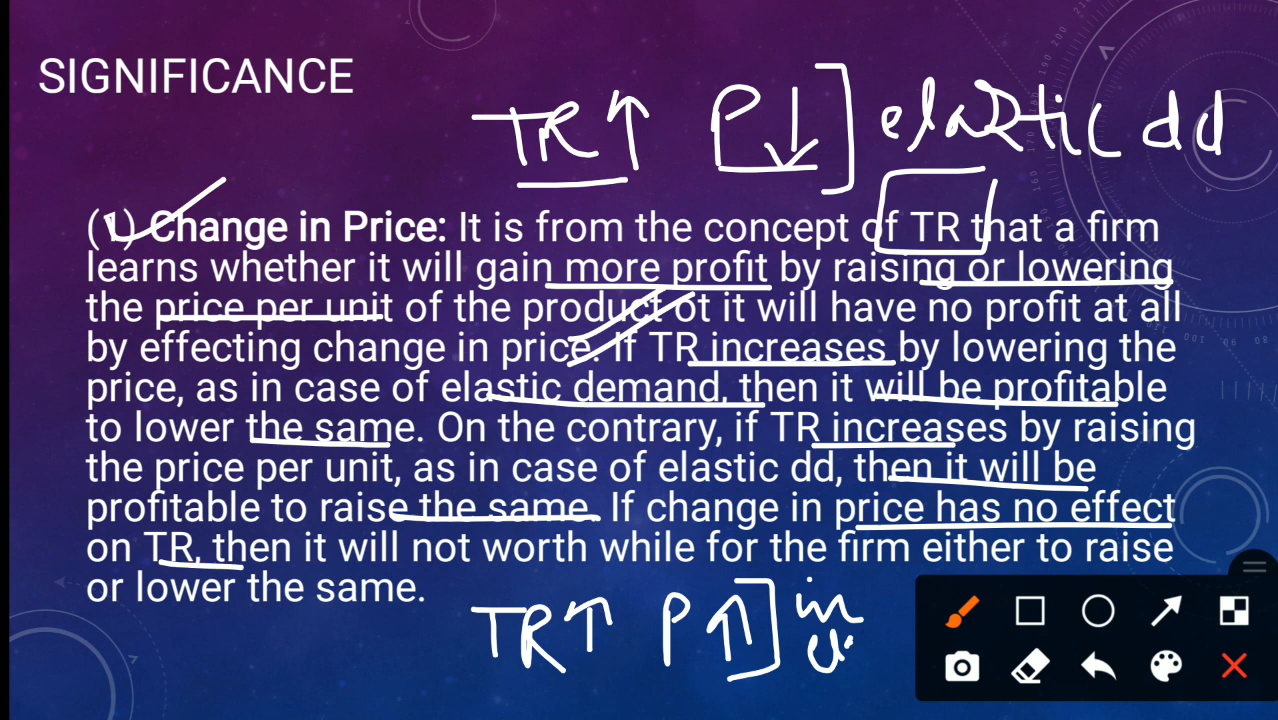 SIGNIFICANCE
TR↑ P↓] elastic dd
(1) Change in Price: It is from the concept of TR that a firm
learns whether it will gain more profit by raising or lowering
the price per unit of the product ot it will have no profit at all
by effecting change in price. If TR increases by lowering the
price, as in case of elastic demand, then it will be profitable
to lower the same. On the contrary, if TR increases by raising
the price per unit, as in case of elastic dd, then it will be
profitable to raise the same. If change in price has no effect
on TR, then it will not worth while for the firm either to raise
or lower the same.
TR↑ P↑] in